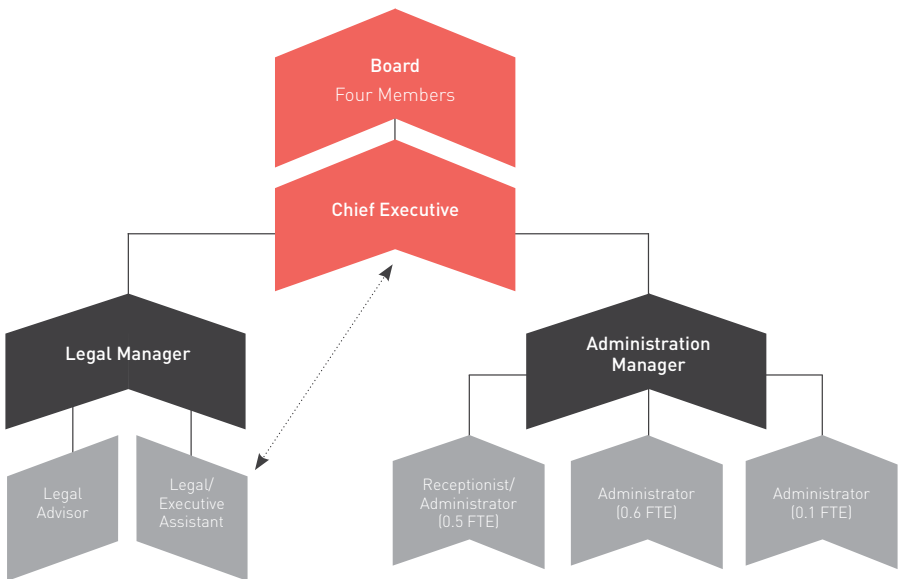 Board
Four Members
Chief Executive
Legal Manager
Administration
Manager
Legal
Advisor
Legal/
Executive
Assistant
Receptionist/
Administrator
(0.5 FTE)
Administrator
(0.6 FTE)
Administrator
(0.1 FTE)